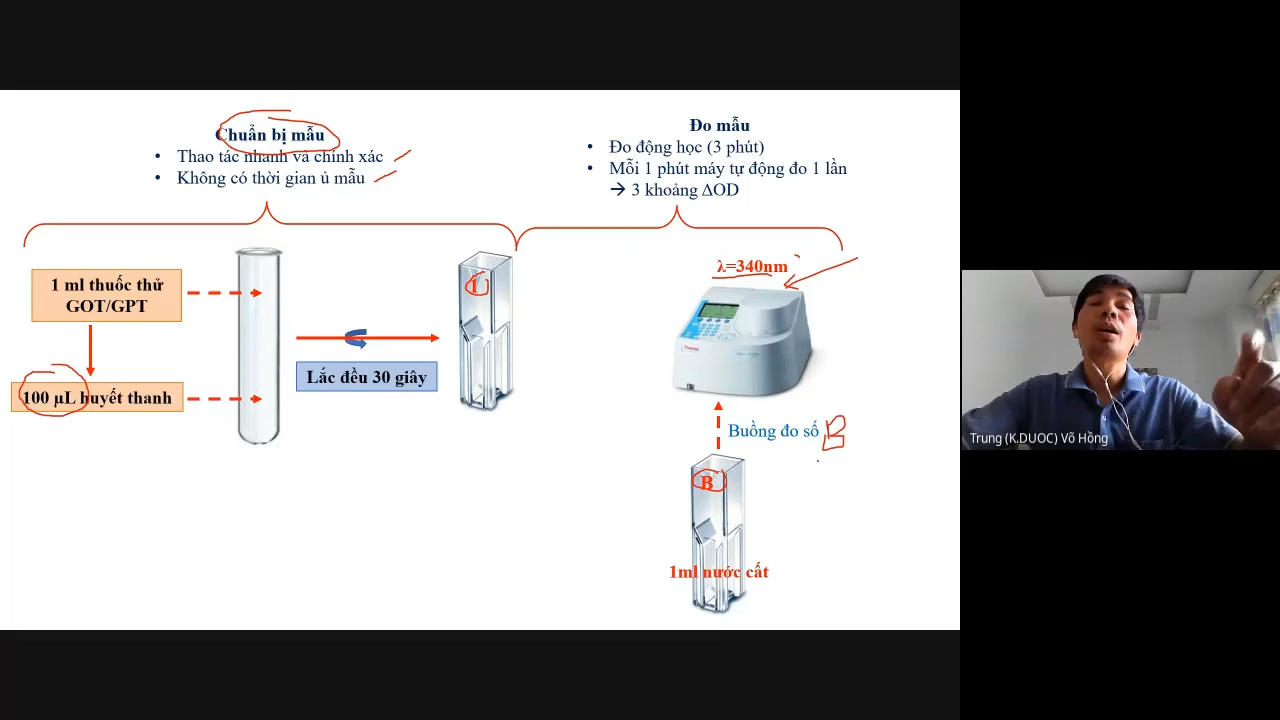 Chuẩn bị mẫu
• Thao tác nhanh và chính xác
• Không có thời gian ủ mẫu
Đo mẫu
• Đo động học (3 phút)
• Mỗi 1 phút máy tự động đo 1 lần
→ 3 khoảng ΔOD
1 ml thuốc thử
GOT/GPT
100 µL huyết thanh
Lắc đều 30 giây
1
λ=340nm
Buồng đo số B
B
1ml nước cất
Trung (K.DUOC) Võ Hồng